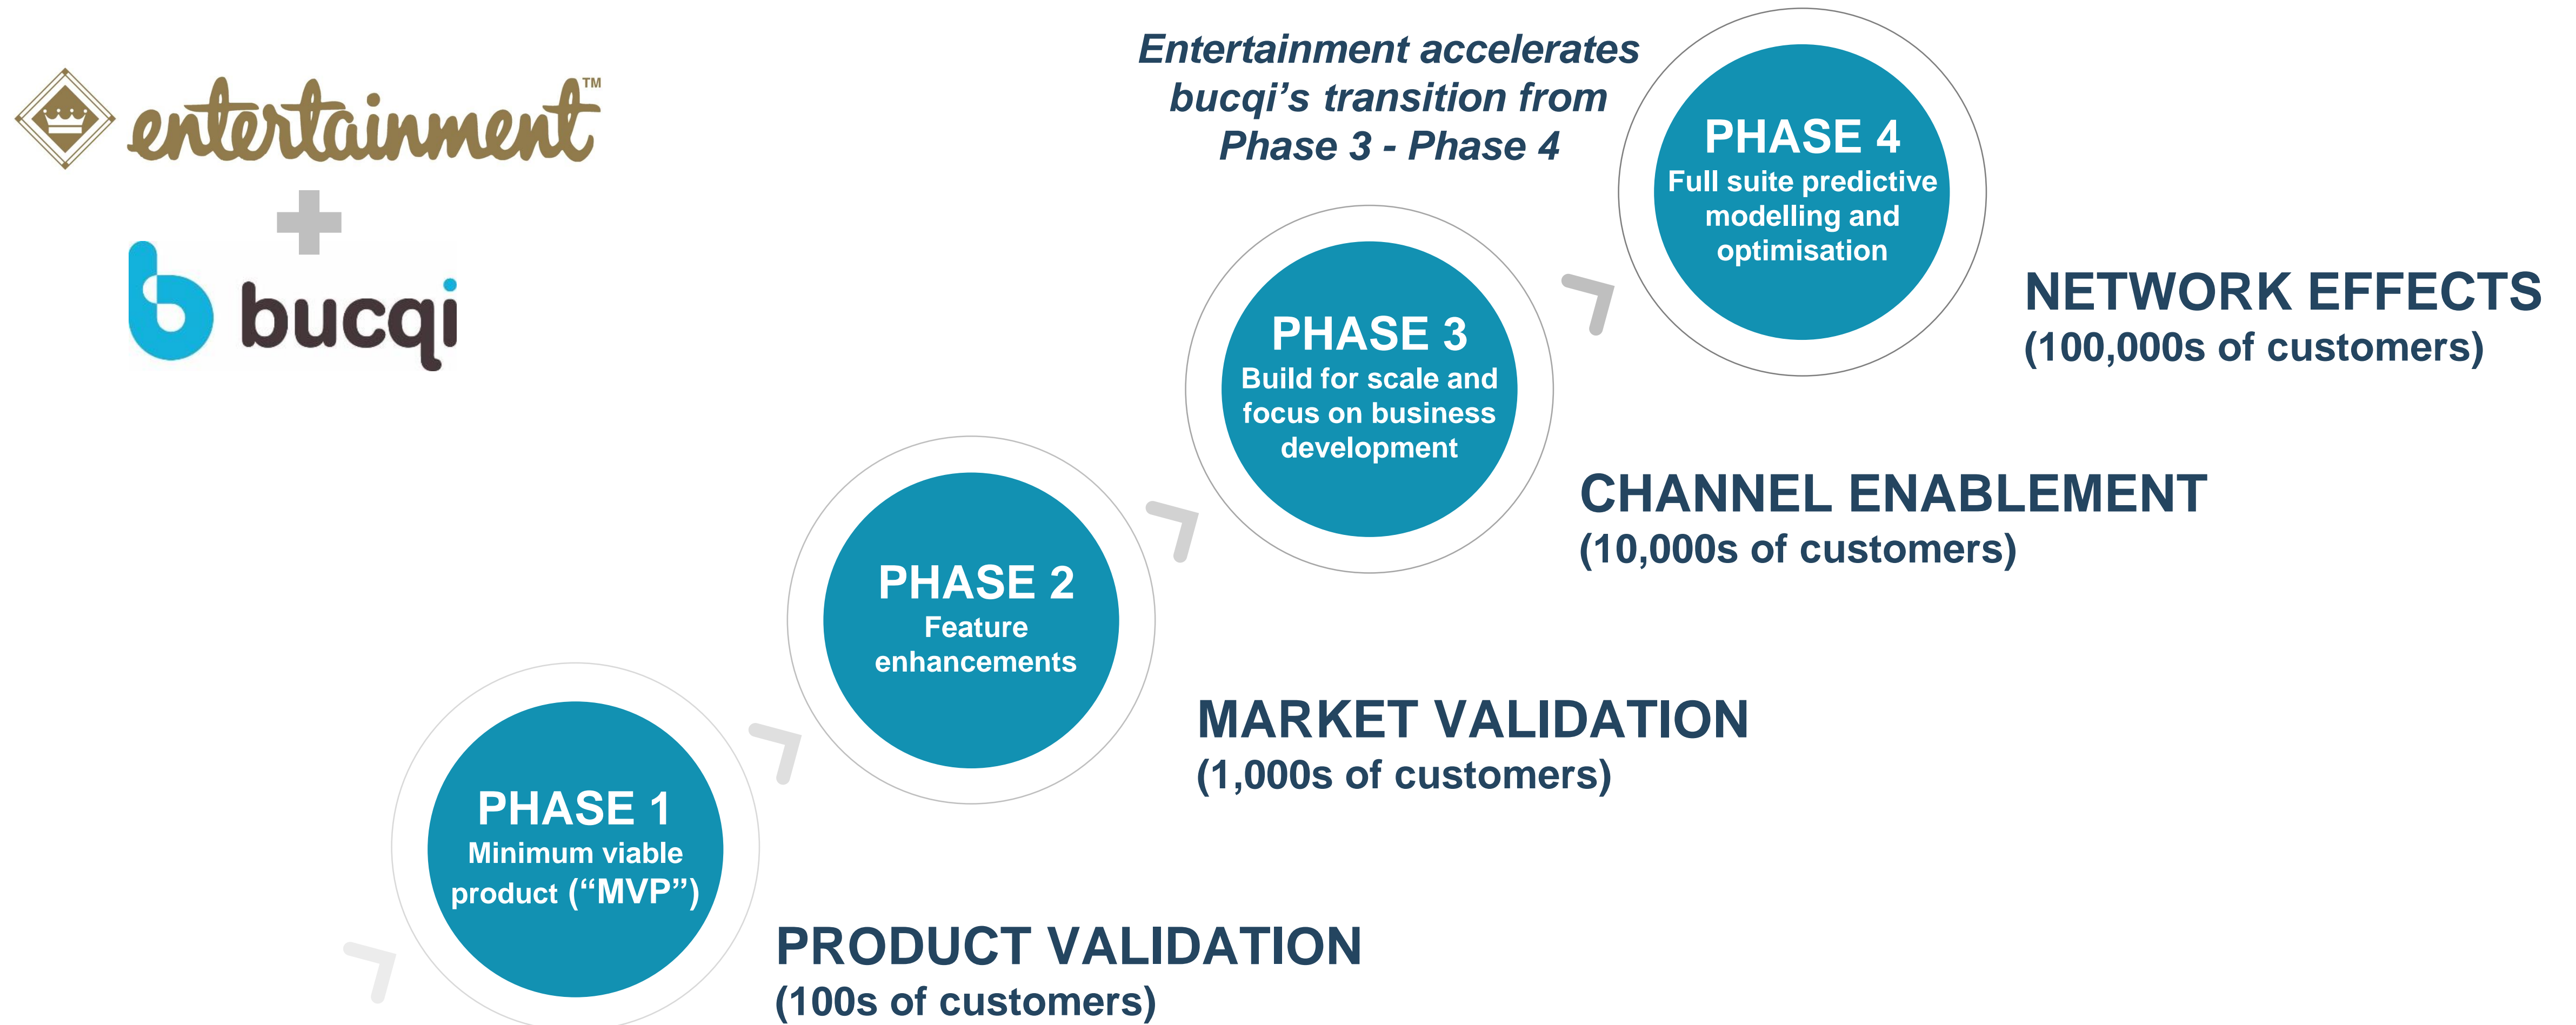 entertainment™
bucqi
Entertainment accelerates
bucqi’s transition from
Phase 3 - Phase 4
PHASE 4
Full suite predictive
modelling and
optimisation
NETWORK EFFECTS
(100,000s of customers)
PHASE 3
Build for scale and
focus on business
development
CHANNEL ENABLEMENT
(10,000s of customers)
PHASE 2
Feature
enhancements
MARKET VALIDATION
(1,000s of customers)
PHASE 1
Minimum viable
product (“MVP”)
PRODUCT VALIDATION
(100s of customers)